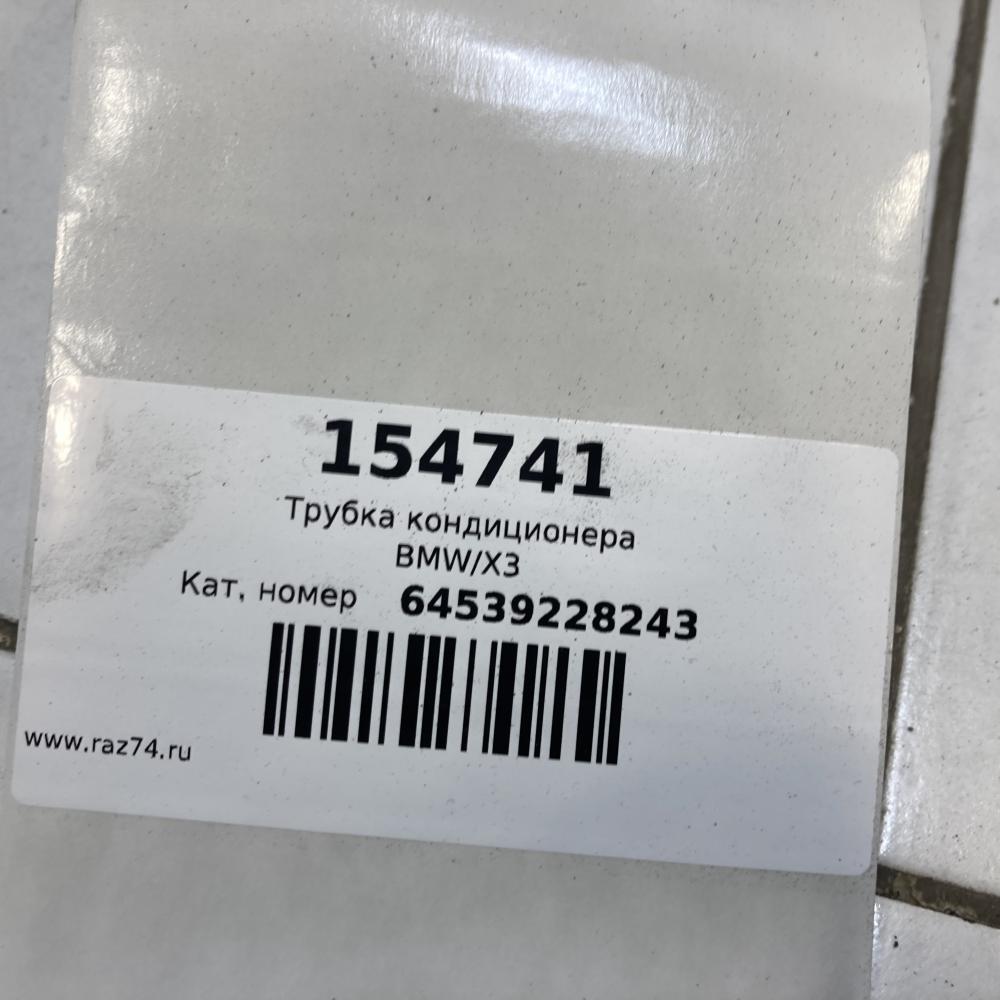 154741
Трубка кондиционера
BMW/X3
Кат, номер 64539228243
www.raz74.ru